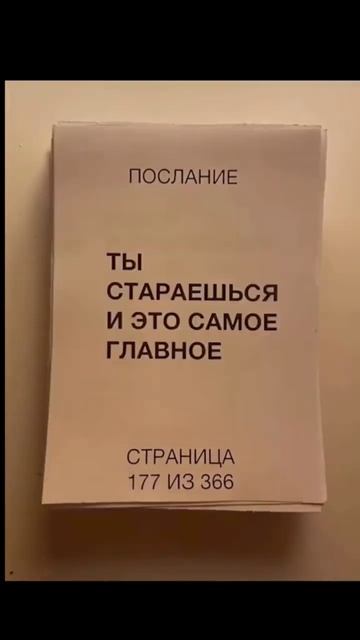 ПОСЛАНИЕ
ТЫ
СТАРАЕШЬСЯ
И ЭТО САМОЕ
ГЛАВНОЕ
СТРАНИЦА
177 ИЗ 366